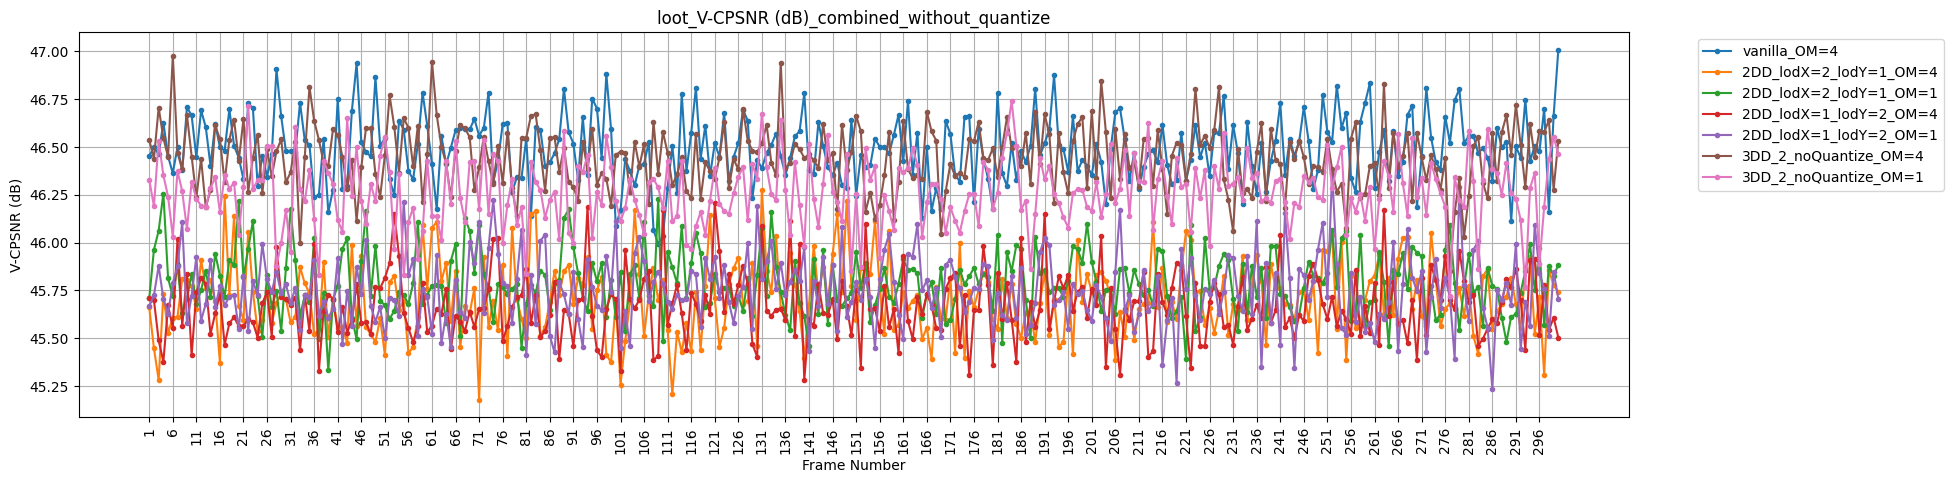 loot_V-CPSNR (dB)_combined_without_quantize
V-CPSNR (dB)
47.00
46.75
46.50
46.25
46.00
45.75
45.50
45.25
1 6 11 16 21 26 31 36 41 46 51 56 61 66 71 76 81 86 91 96 101 106 111 116 121 126 131 136 141 146 151 156 161 166 171 176 181 186 191 196 201 206 211 216 221 226 231 236 241 246 251 256 261 266 271 276 281 286 291 296
Frame Number
vanilla_OM=4
2DD_lodX=2_lodY=1_OM=4
2DD_lodX=2_lodY=1_OM=1
2DD_lodX=1_lodY=2_OM=4
2DD_lodX=1_lodY=2_OM=1
3DD_2_noQuantize_OM=4
3DD_2_noQuantize_OM=1